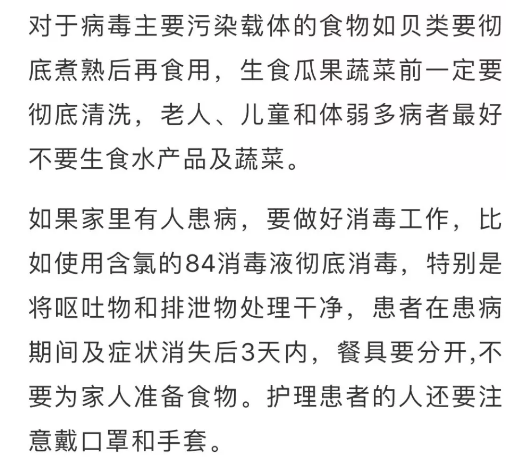 对于病毒主要污染载体的食物如贝类要彻
底煮熟后再食用，生食瓜果蔬菜前一定要
彻底清洗，老人、儿童和体弱多病者最好
不要生食水产品及蔬菜。
如果家里有人患病，要做好消毒工作，比
如使用含氯的84消毒液彻底消毒，特别是
将呕吐物和排泄物处理干净，患者在患病
期间及症状消失后3天内，餐具要分开,不
要为家人准备食物。护理患者的人还要注
意戴口罩和手套。